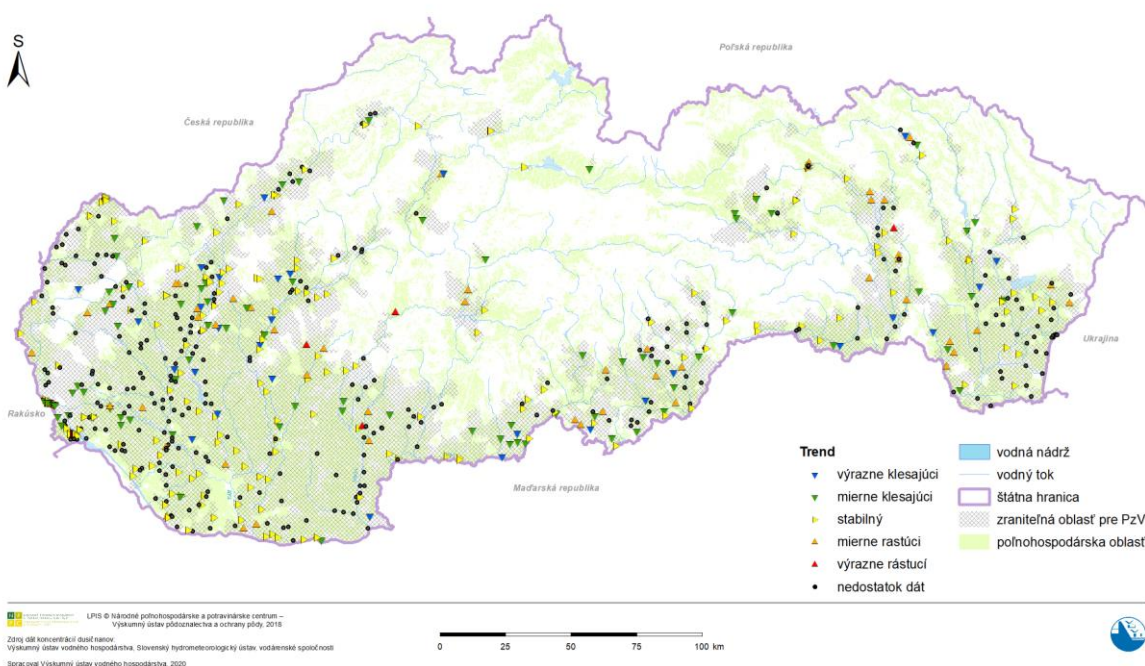 S
Poľská republika
Česká republika
Rakúsko
Maďarská republika
Ukrajina
Trend
výrazne klesajúci
mierne klesajúci
stabilný
mierne rastúci
výrazne rástucí
nedostatok dát
vodná nádrž
vodný tok
štátna hranica
zraniteľná oblasť pre PzV
poľnohospodárska oblasť
LPIS © Národné poľnohospodárske a potravinárske centrum –
Výskumný ústav pôdoznalectva a ochrany pôdy, 2018
Zdroj dát koncentrácií dusičnanov:
Výskumný ústav vodného hospodárstva, Slovenský hydrometeorologický ústav, vodárenské spoločnosti
Spracoval Výskumný ústav vodného hospodárstva, 2020
0 25 50 75 100 km